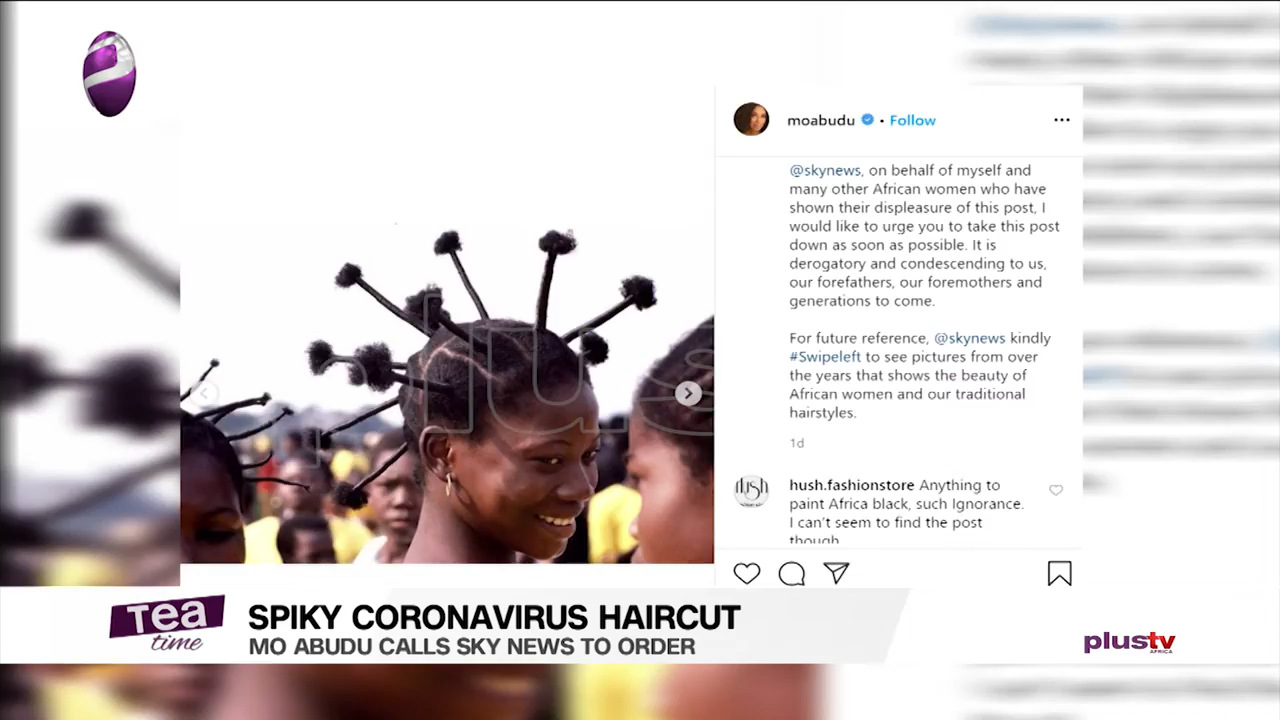 moabudu • Follow
@skynews, on behalf of myself and
many other African women who have
shown their displeasure of this post, I
would like to urge you to take this post
down as soon as possible. It is
derogatory and condescending to us,
our forefathers, our foremothers and
generations to come.
For future reference, @skynews kindly
#Swipeleft to see pictures from over
the years that shows the beauty of
African women and our traditional
hairstyles.
1d
hush
hush.fashionstore Anything to
paint Africa black, such Ignorance.
I can't seem to find the post
though
plus
Tea
time
SPIKY CORONAVIRUS HAIRCUT
MO ABUDU CALLS SKY NEWS TO ORDER
plustv
AFRICA